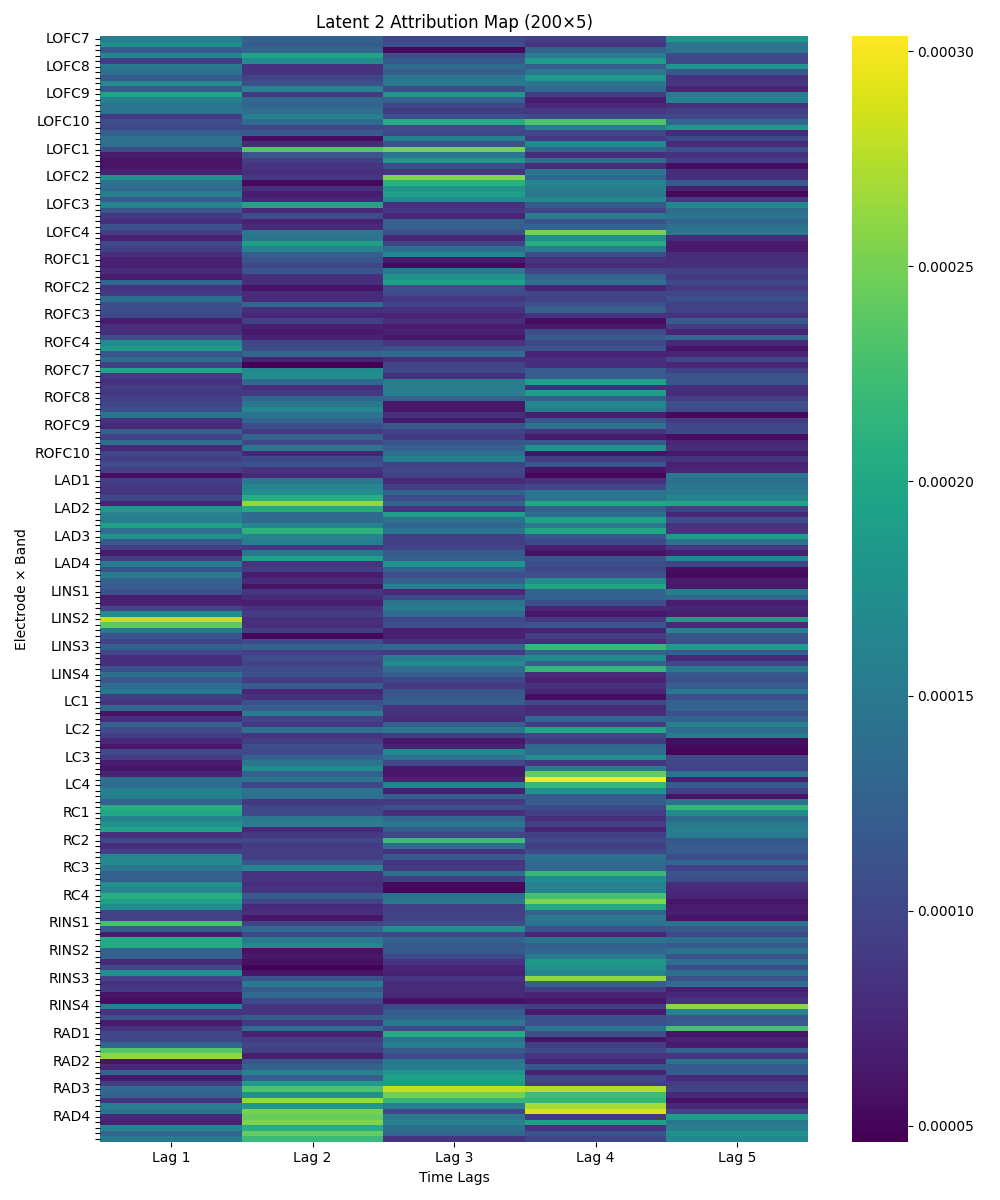 Latent 2 Attribution Map (200×5)
LOFC7
LOFC8
LOFC9
LOFC10
LOFC1
LOFC2
LOFC3
LOFC4
ROFC1
ROFC2
ROFC3
ROFC4
ROFC7
ROFC8
ROFC9
ROFC10
LAD1
LAD2
LAD3
LAD4
LINS1
LINS2
LINS3
LINS4
LC1
LC2
LC3
LC4
RC1
RC2
RC3
RC4
RINS1
RINS2
RINS3
RINS4
RAD1
RAD2
RAD3
RAD4
Electrode × Band
Lag 1 Lag 2 Lag 3 Lag 4 Lag 5
Time Lags
0.00030
0.00025
0.00020
0.00015
0.00010
0.00005